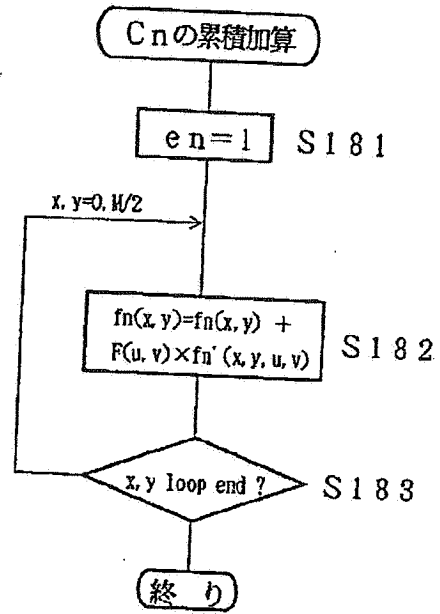 Cnの累積加算
en=1
S181
x, y=0, M/2
fn(x, y)=fn(x, y) +
F(u, v)×fn'(x, y, u, v)
S182
x, y loop end ?
S183
終り